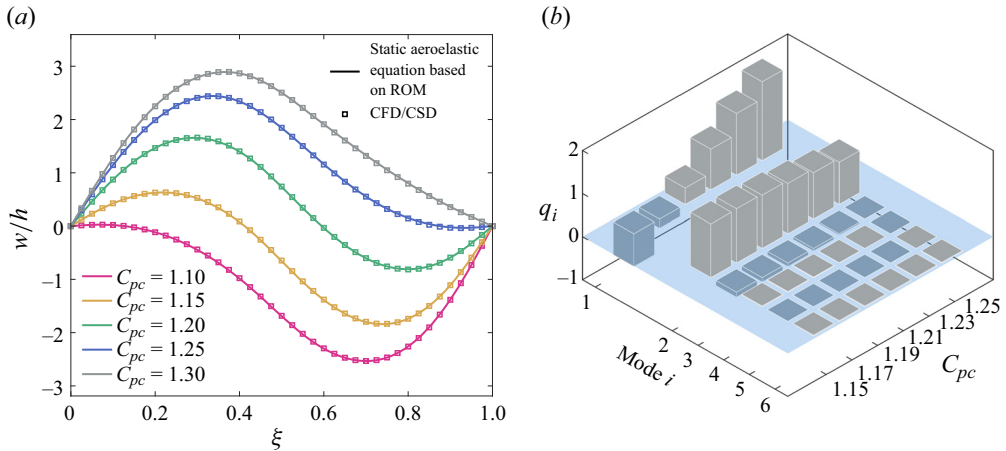 (a)
3
2
1
0
−1
−2
−3
w/h
Static aeroelastic
equation based
on ROM
CFD/CSD
C_pc = 1.10
C_pc = 1.15
C_pc = 1.20
C_pc = 1.25
C_pc = 1.30
0
0.2
0.4
0.6
0.8
1.0
ξ
(b)
2
1
0
−1
q_i
1
2
3
4
5
6
Mode i
1.15
1.17
1.19
1.21
1.23
1.25
C_pc